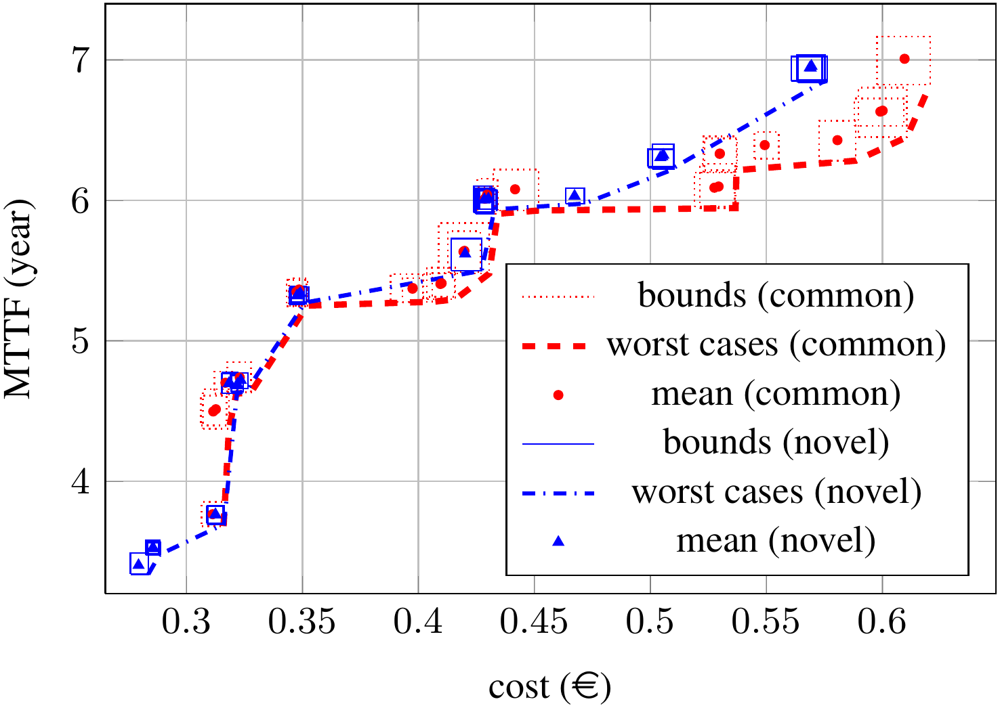 7
6
5
4
MTTF (year)
bounds (common)
worst cases (common)
mean (common)
bounds (novel)
worst cases (novel)
mean (novel)
0.3 0.35 0.4 0.45 0.5 0.55 0.6
cost (€)